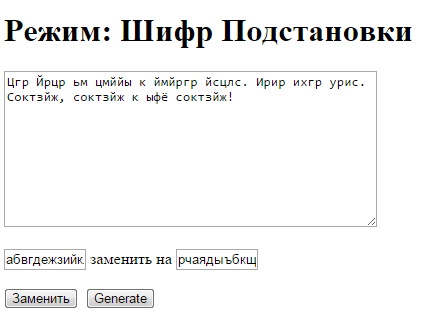 Режим: Шифр Подстановки
Цгр Йрцр ьм цмййы к ймйргр йсцлс. Ирир ихгр урис.
Соктэйж, соктэйж к ыфё соктэйж!
абвгдежзийк заменить на рчаядыъбкщ
Заменить Generate